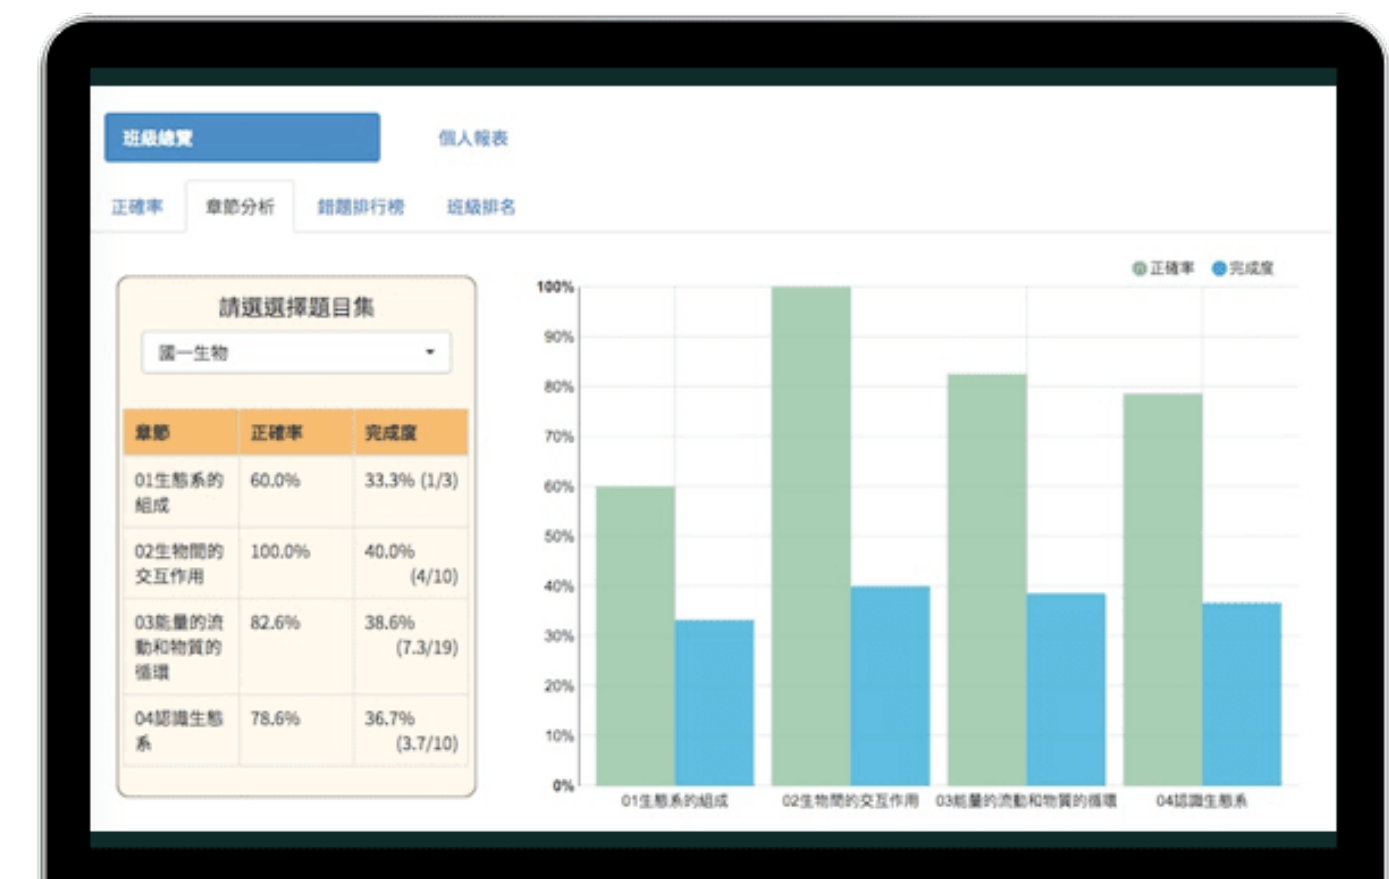 班級總覽 個人報表
正確率 章節分析 錯題排行榜 班級排名
請選選擇題目集
國一生物
章節 正確率 完成度
01生態系的 60.0% 33.3% (1/3)
組成
02生物間的 100.0% 40.0%
交互作用 (4/10)
03能量的流 82.6% 38.6%
動和物質的 (7.3/19)
循環
04認識生態 78.6% 36.7%
系 (3.7/10)
正確率 完成度
100%
90%
80%
70%
60%
50%
40%
30%
20%
10%
0%
01生態系的組成 02生物間的交互作用 03能量的流動和物質的循環 04認識生態系